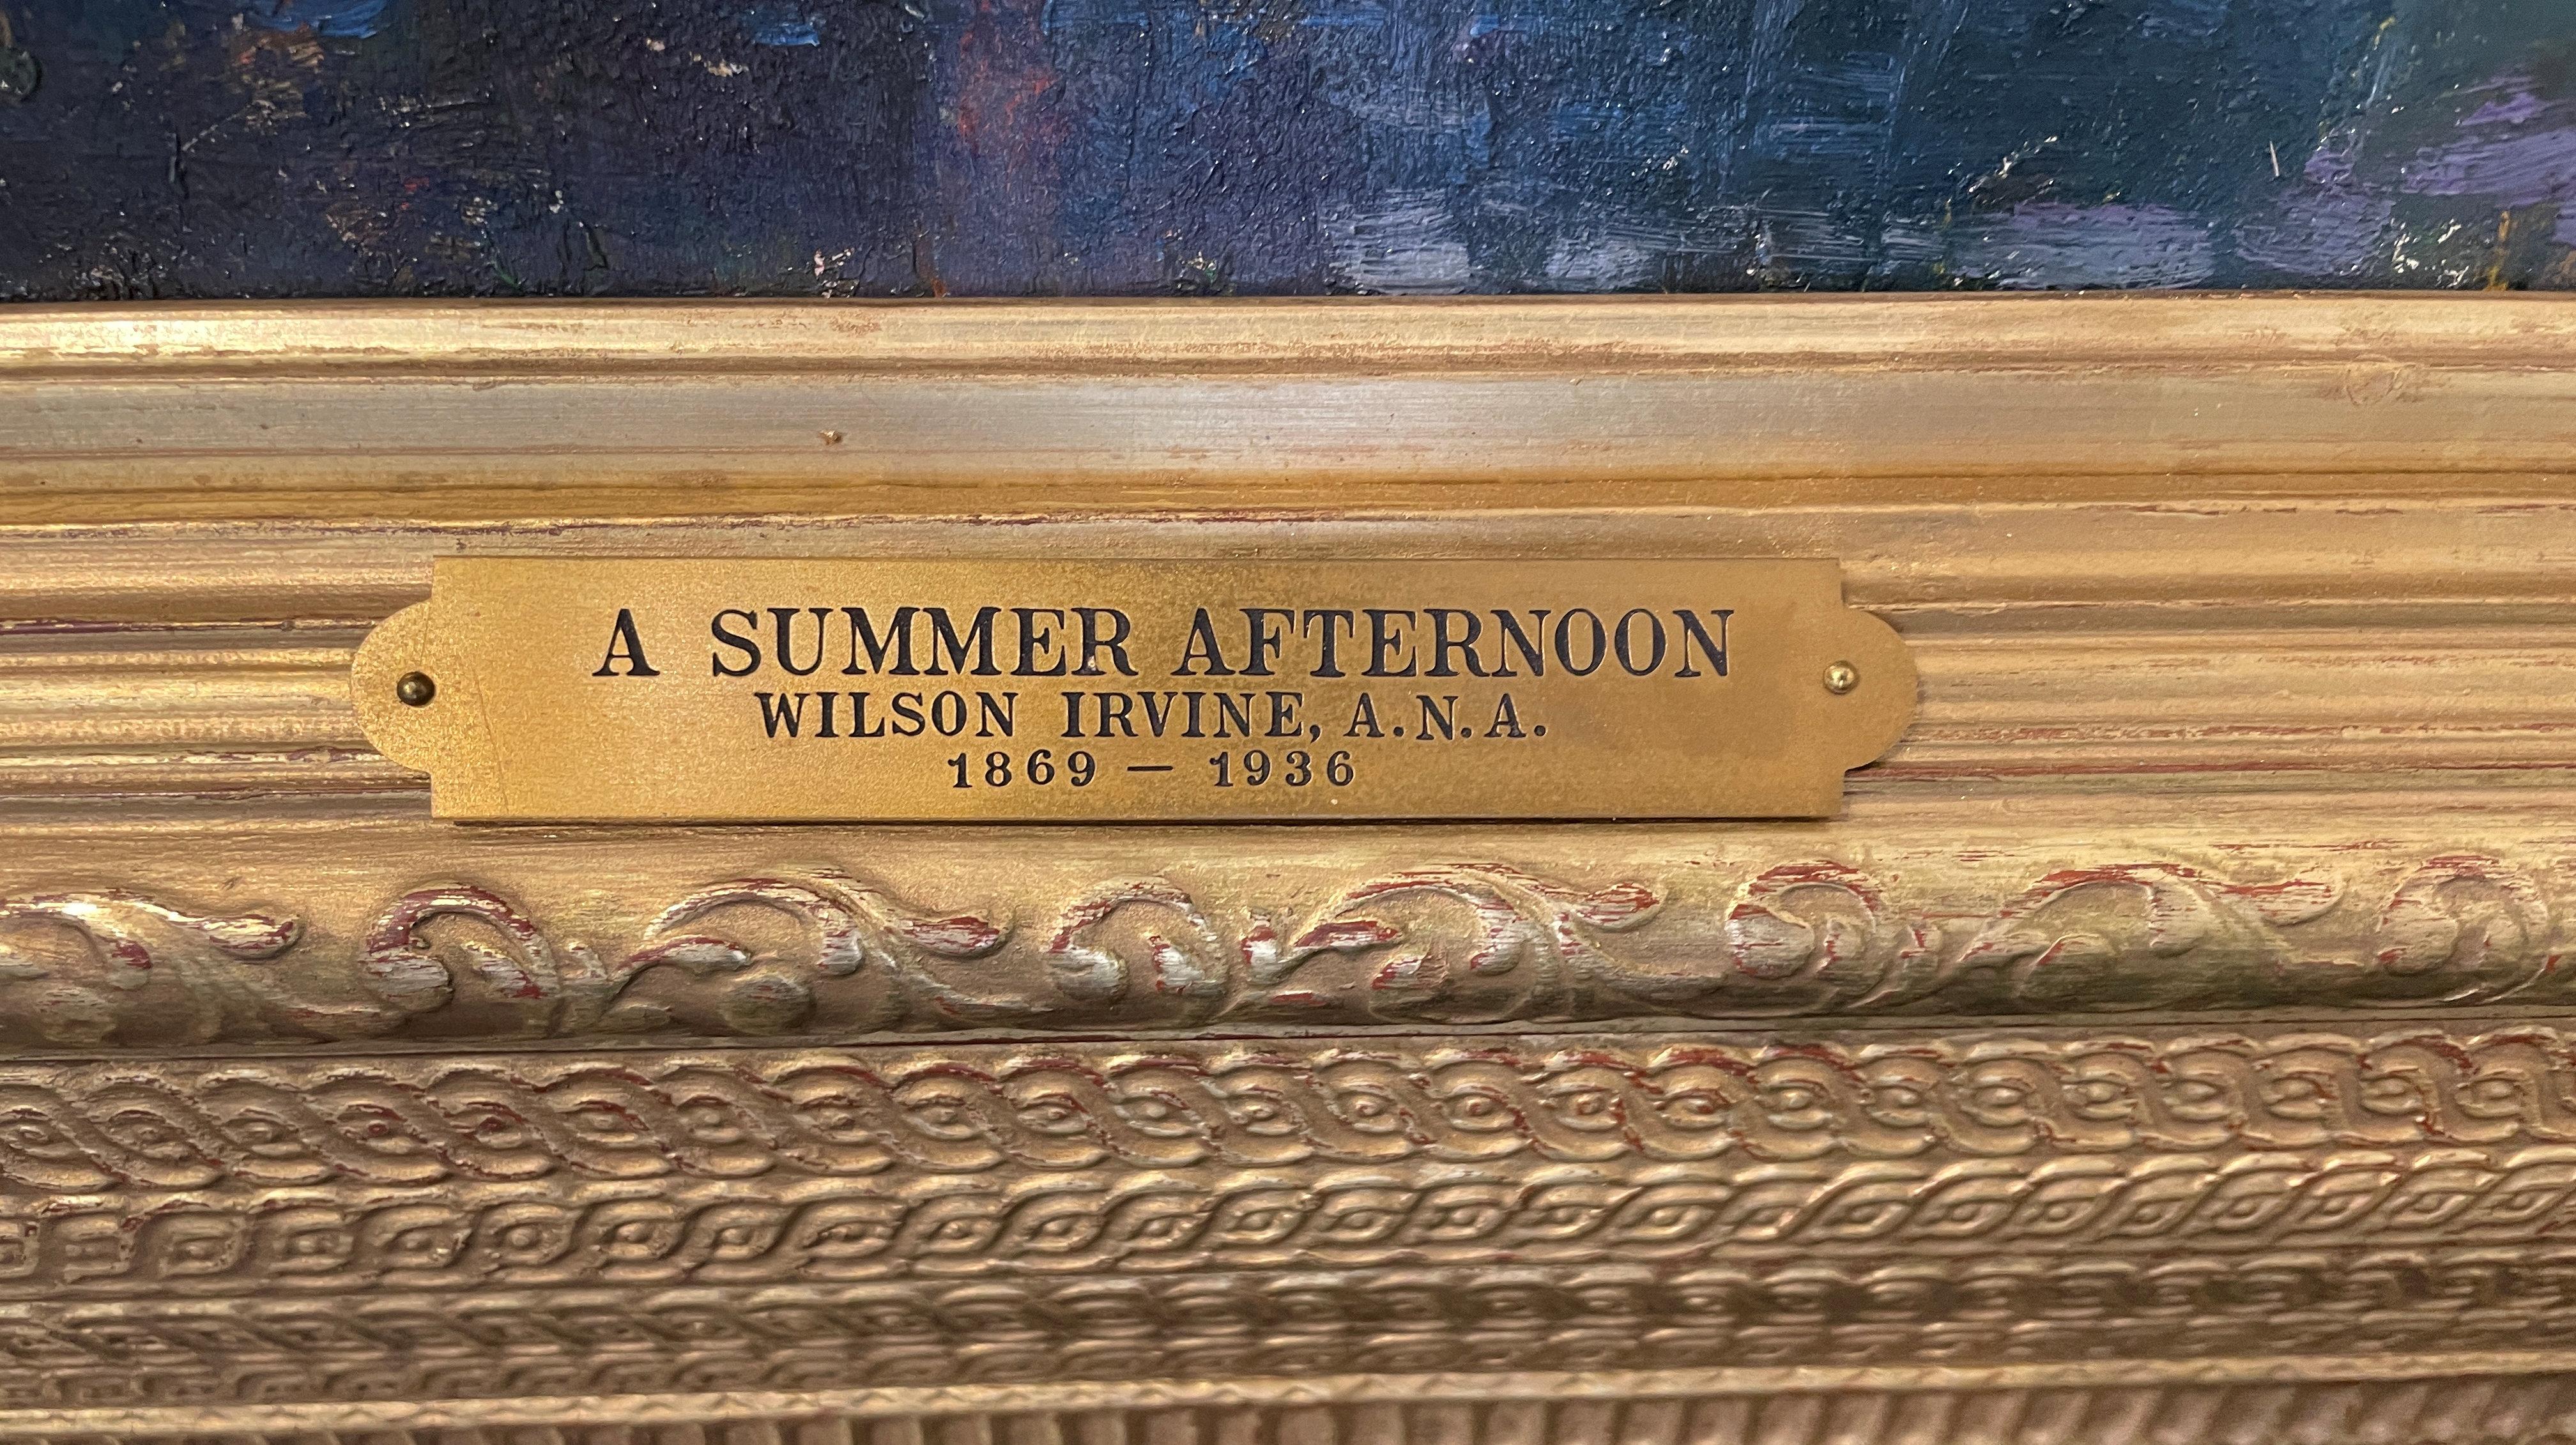 A SUMMER AFTERNOON
WILSON IRVINE, A.N.A.
1869 — 1936